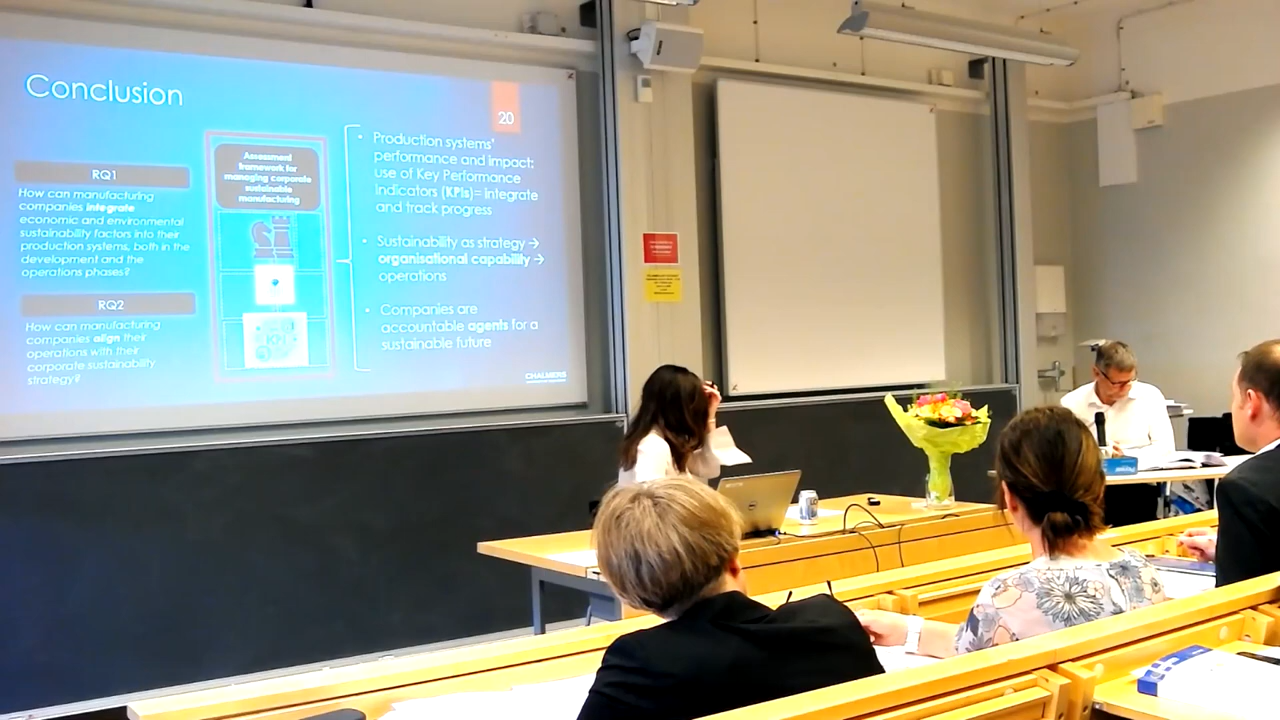 Conclusion
20
RQ1
How can manufacturing
companies integrate
economic and environmental
sustainability factors into their
production systems, both in the
development and the
operations phases?
RQ2
How can manufacturing
companies align their
operations with their
corporate sustainability
strategy?
Assessment
framework for
managing corporate
sustainable
manufacturing
• Production systems'
performance and impact:
use of Key Performance
Indicators (KPIs)= integrate
and track progress
• Sustainability as strategy →
organisational capability →
operations
• Companies are
accountable agents for a
sustainable future
CHALMERS
DELL